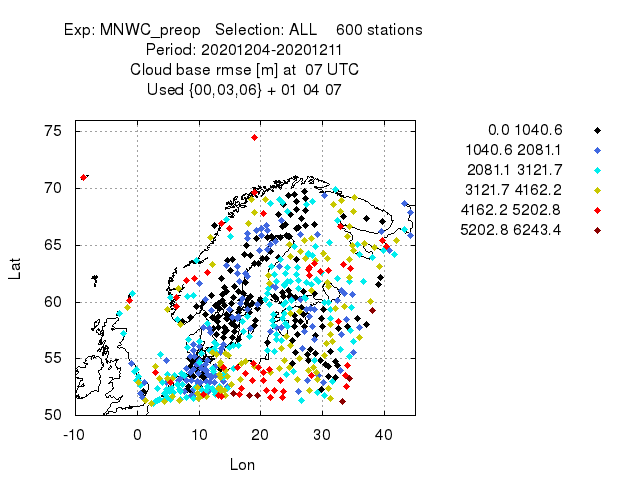 Exp: MNWC_preop   Selection: ALL    600 stations
Period: 20201204-20201211
Cloud base rmse [m] at  07 UTC
Used {00,03,06} + 01 04 07
0.0 1040.6
1040.6 2081.1
2081.1 3121.7
3121.7 4162.2
4162.2 5202.8
5202.8 6243.4
75
70
65
60
55
50
Lat
-10 0 10 20 30 40
Lon